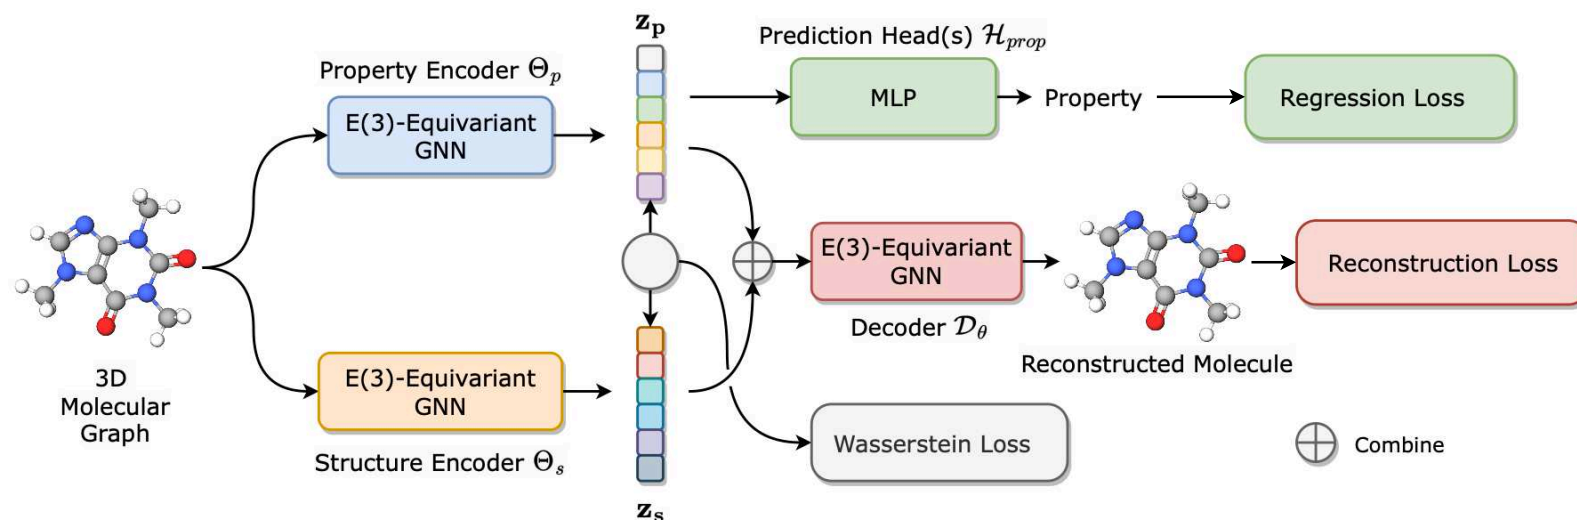 z_p
Prediction Head(s) H_prop
Property Encoder Θ_p
E(3)-Equivariant
GNN
MLP
Property
Regression Loss
E(3)-Equivariant
GNN
Decoder D_θ
Reconstructed Molecule
Reconstruction Loss
3D
Molecular
Graph
E(3)-Equivariant
GNN
Structure Encoder Θ_s
z_s
Wasserstein Loss
Combine